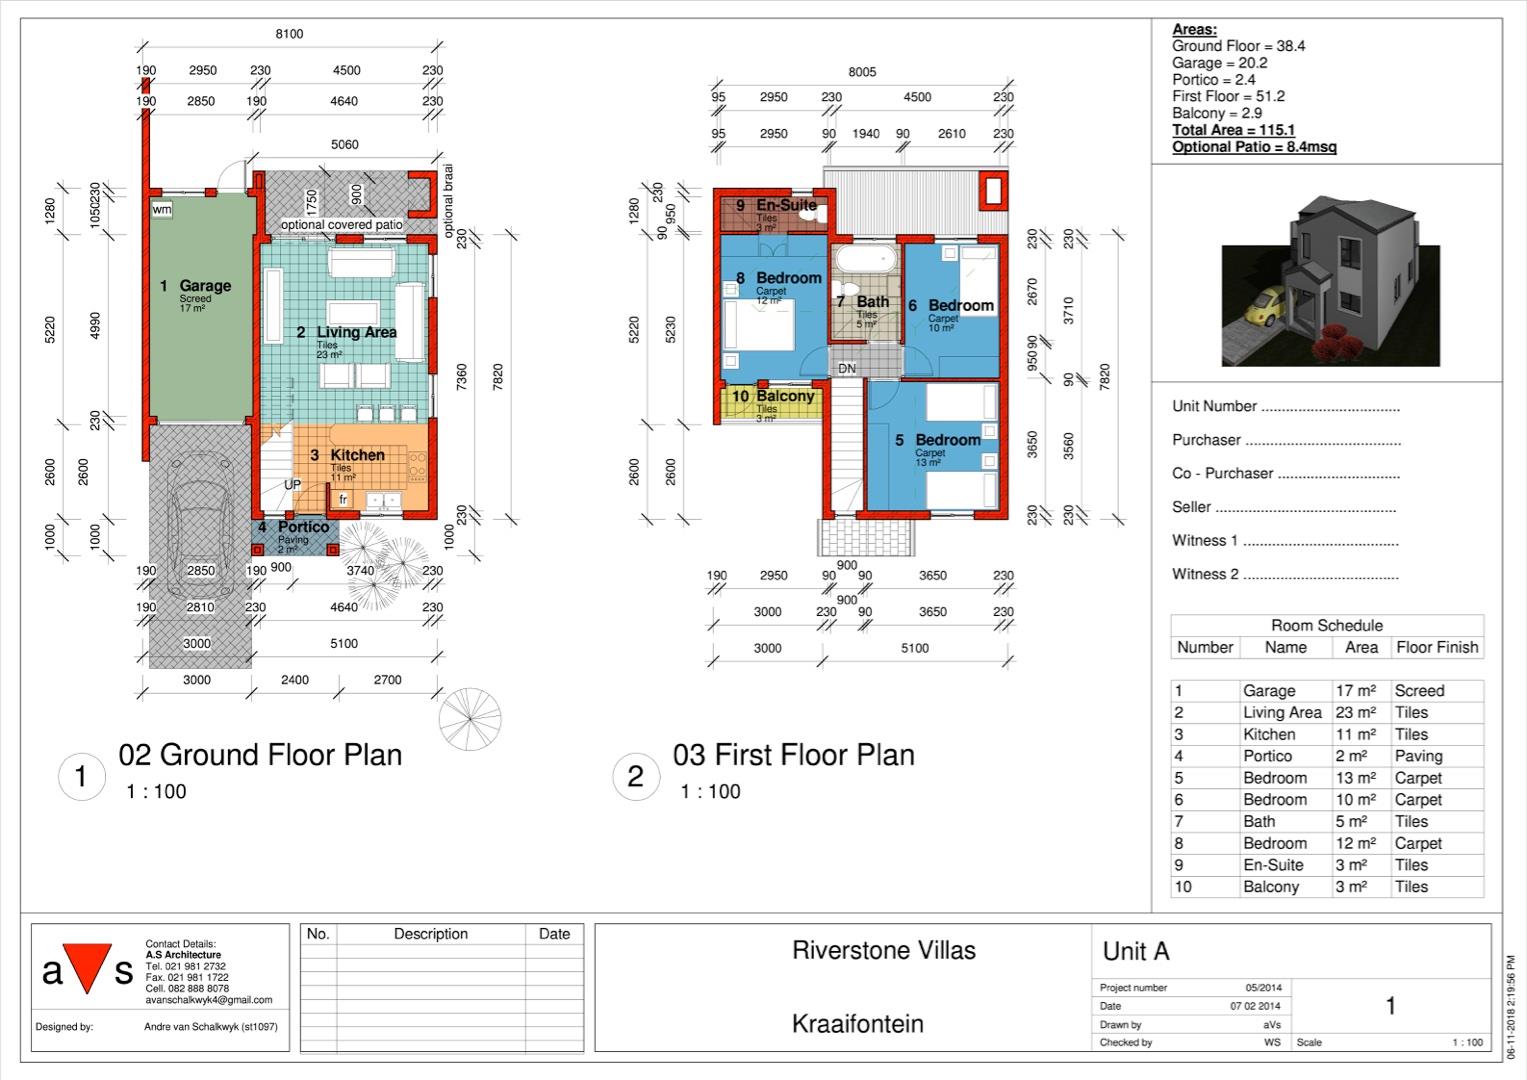 8100
190 2950 230 4500 230
190 2850 190 4640 230
5060
1280
230
1050
5220
4990
230
2600
2600
1000
1000
wm
1750
900
optional covered patio
optional braai
1 Garage
Screed
17 m²
2 Living Area
Tiles
23 m²
3 Kitchen
Tiles
11 m²
UP
fr
4 Portico
Paving
2 m²
230
7360
7820
230
1000
190 2850 190 900 3740 230
190 2810 230 4640 230
3000 5100
3000 2400 2700
1
02 Ground Floor Plan
1 : 100
8005
95 2950 230 4500 230
95 2950 90 1940 90 2610 230
1280
230
950
90
5220
5230
2600
2600
9 En-Suite
Tiles
3 m²
8 Bedroom
Carpet
12 m²
7 Bath
Tiles
5 m²
6 Bedroom
Carpet
10 m²
DN
10 Balcony
Tiles
3 m²
5 Bedroom
Carpet
13 m²
230 230
2670
3710
90
950
90
7820
3650
3560
230 230
900
190 2950 90 90 3650 230
900
3000 230 90 3650 230
3000 5100
2
03 First Floor Plan
1 : 100
Areas:
Ground Floor = 38.4
Garage = 20.2
Portico = 2.4
First Floor = 51.2
Balcony = 2.9
Total Area = 115.1
Optional Patio = 8.4msq
Unit Number ..................................
Purchaser ......................................
Co - Purchaser ..............................
Seller .............................................
Witness 1 ......................................
Witness 2 ......................................
Room Schedule
Number Name Area Floor Finish
1 Garage 17 m² Screed
2 Living Area 23 m² Tiles
3 Kitchen 11 m² Tiles
4 Portico 2 m² Paving
5 Bedroom 13 m² Carpet
6 Bedroom 10 m² Carpet
7 Bath 5 m² Tiles
8 Bedroom 12 m² Carpet
9 En-Suite 3 m² Tiles
10 Balcony 3 m² Tiles
a s
Contact Details:
A.S Architecture
Tel. 021 981 2732
Fax. 021 981 1722
Cell. 082 888 8078
avanschalkwyk4@gmail.com
Designed by: Andre van Schalkwyk (st1097)
No. Description Date
Riverstone Villas
Kraaifontein
Unit A
Project number 05/2014
Date 07 02 2014
Drawn by aVs
Checked by WS
1
Scale 1 : 100
06-11-2018 2:19:56 PM